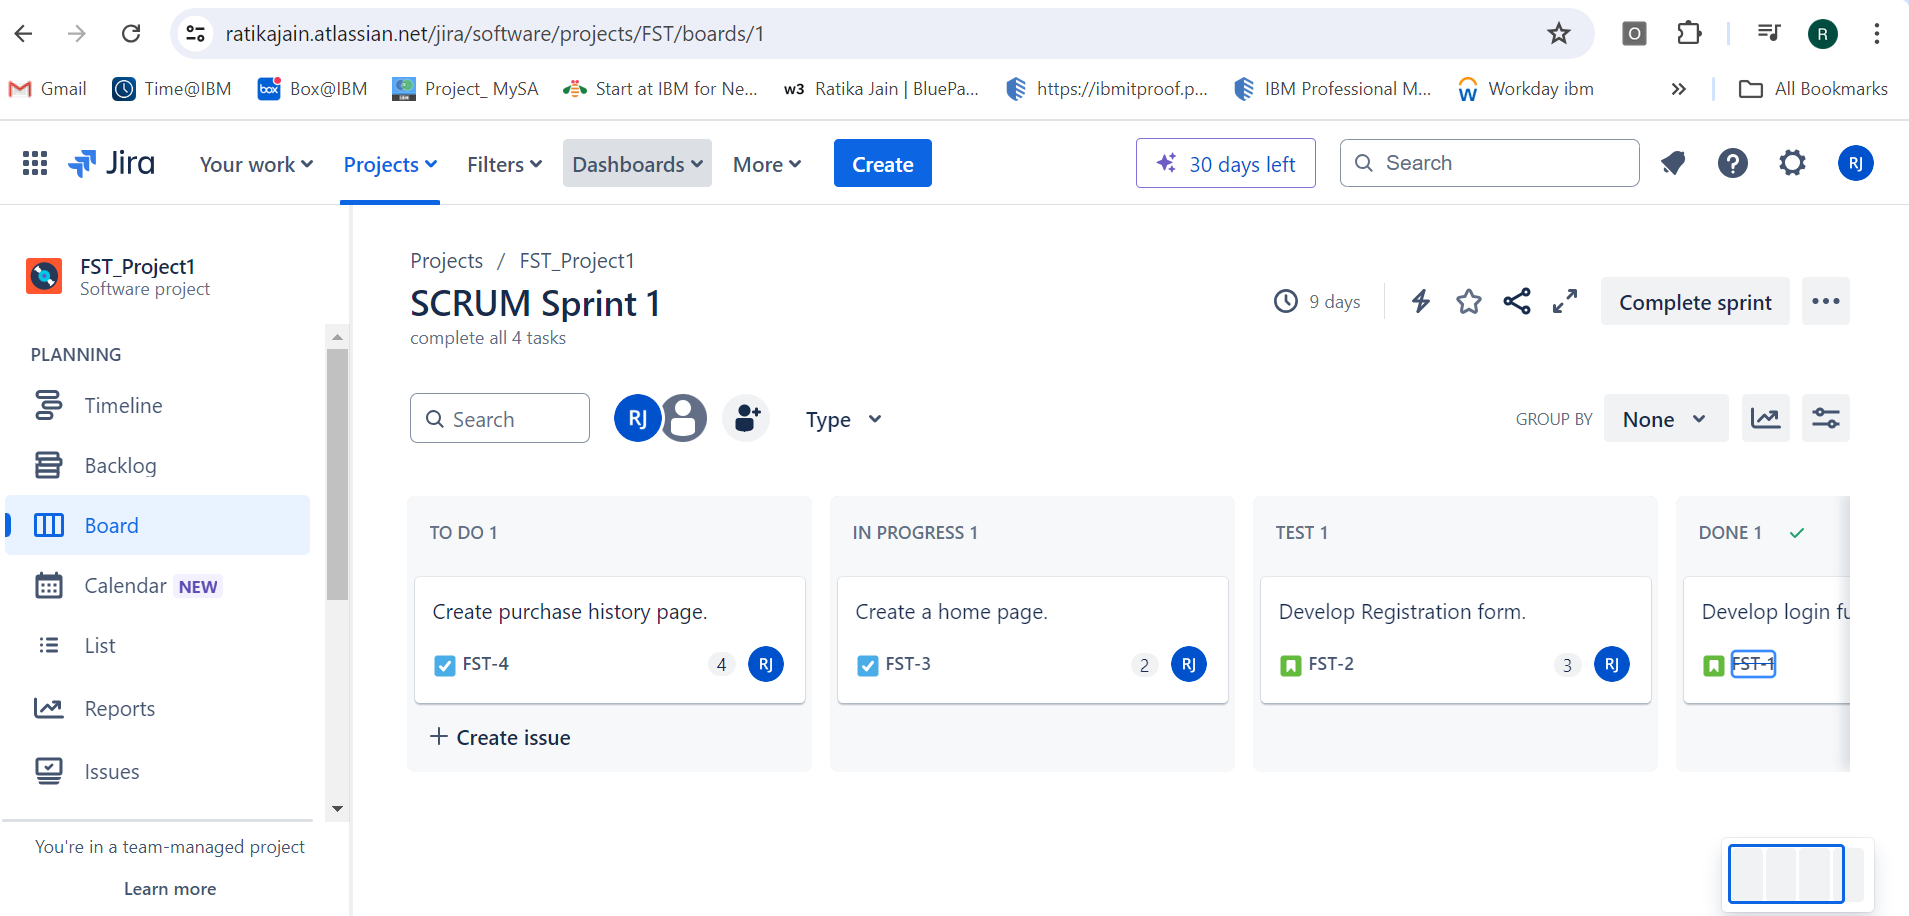 ratikajain.atlassian.net/jira/software/projects/FST/boards/1
O
R
Gmail
Time@IBM
box
Box@IBM
Project_ MySA
Start at IBM for Ne...
w3 Ratika Jain | BluePa...
https://ibmitproof.p...
IBM Professional M...
Workday ibm
All Bookmarks
Jira
Your work
Projects
Filters
Dashboards
More
Create
30 days left
Search
RJ
FST_Project1
Software project
PLANNING
Timeline
Backlog
Board
Calendar NEW
List
Reports
Issues
You're in a team-managed project
Learn more
Projects / FST_Project1
SCRUM Sprint 1
complete all 4 tasks
9 days
Complete sprint
Search
RJ
Type
GROUP BY
None
TO DO 1
Create purchase history page.
FST-4
4
RJ
+ Create issue
IN PROGRESS 1
Create a home page.
FST-3
2
RJ
TEST 1
Develop Registration form.
FST-2
3
RJ
DONE 1
Develop login fu
FST-1